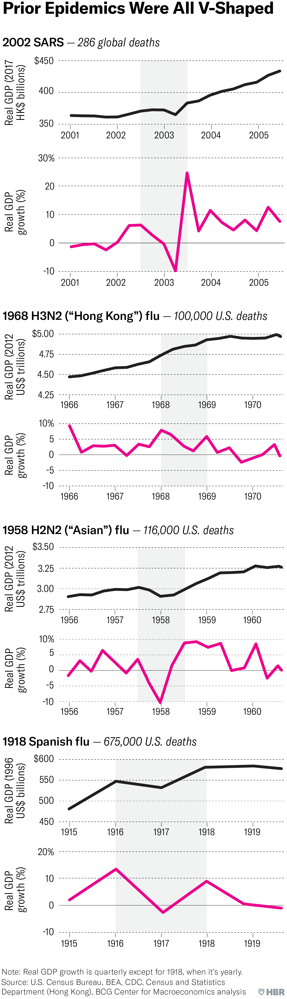 Prior Epidemics Were All V-Shaped
2002 SARS — 286 global deaths
Real GDP (2017
HK$ billions)
$450
400
350
2001 2002 2003 2004 2005
Real GDP
growth (%)
30%
20
10
0
-10
2001 2002 2003 2004 2005
1968 H3N2 (“Hong Kong”) flu — 100,000 U.S. deaths
Real GDP (2012
US$ trillions)
$5.00
4.75
4.50
4.25
1966 1967 1968 1969 1970
Real GDP
growth (%)
10%
5
0
-5
-10
1966 1967 1968 1969 1970
1958 H2N2 (“Asian”) flu — 116,000 U.S. deaths
Real GDP (2012
US$ trillions)
$3.50
3.25
3.00
2.75
1956 1957 1958 1959 1960
Real GDP
growth (%)
10%
5
0
-5
-10
1956 1957 1958 1959 1960
1918 Spanish flu — 675,000 U.S. deaths
Real GDP (1996
US$ billions)
$600
550
500
450
1915 1916 1917 1918 1919
Real GDP
growth (%)
20%
10
0
-10
1915 1916 1917 1918 1919
Note: Real GDP growth is quarterly except for 1918, when it’s yearly.
Source: U.S. Census Bureau, BEA, CDC, Census and Statistics
Department (Hong Kong), BCG Center for Macroeconomics analysis
HBR